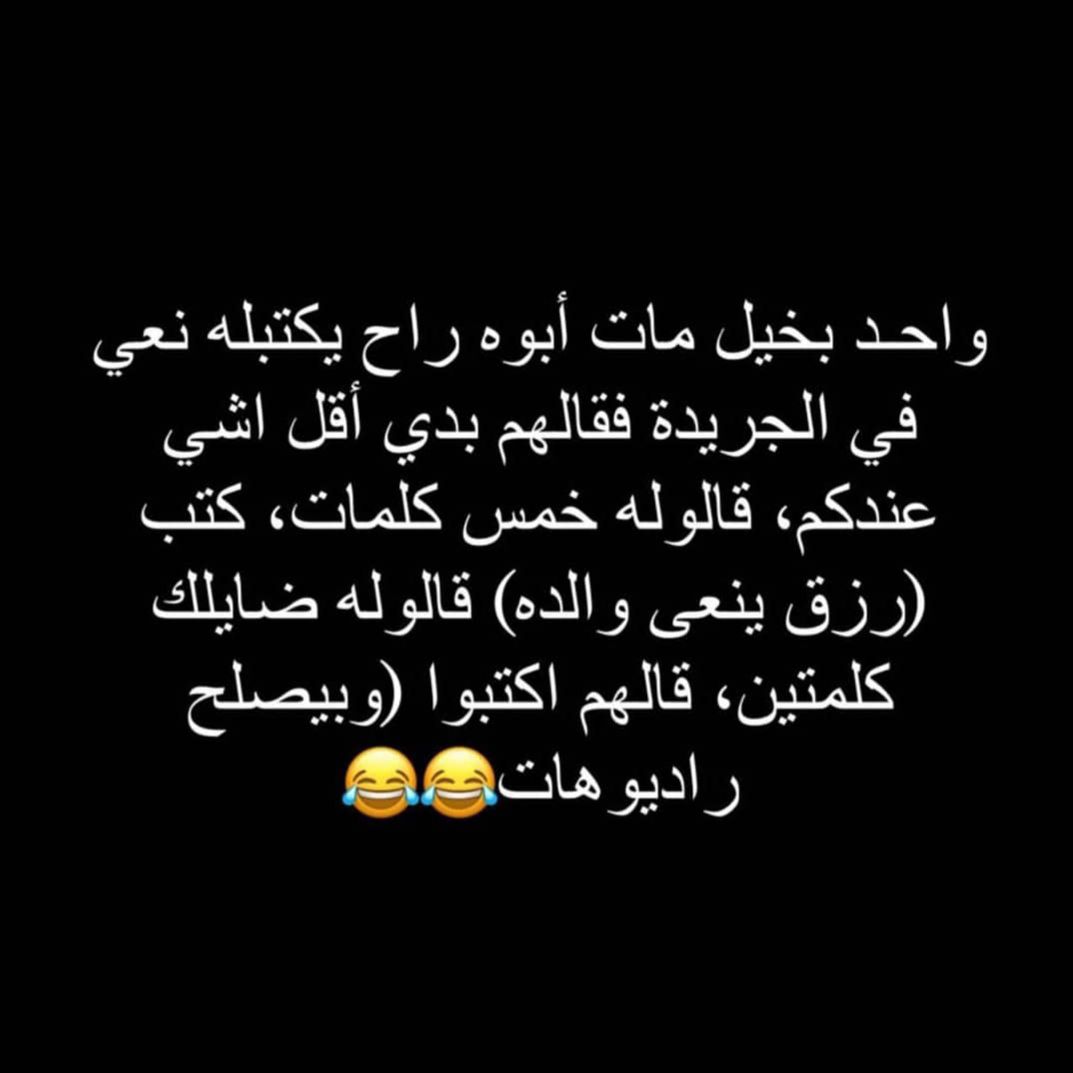 واحـد بخيل مات أبوه راح يكتبله نعي
في الجريدة فقالهم بدي أقل اشي
عندكم، قالوله خمس كلمات، كتب
(رزق ينعى والده) قالوله ضايلك
كلمتين، قالهم اكتبوا (وبيصلح
راديوهات😂😂